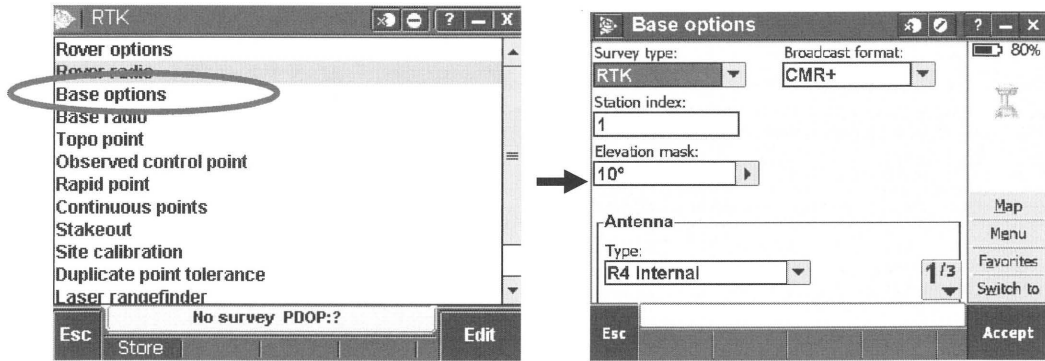 RTK
? – X
Rover options
Rover radio
Base options
Base radio
Topo point
Observed control point
Rapid point
Continuous points
Stakeout
Site calibration
Duplicate point tolerance
Laser rangefinder
No survey PDOP:?
Esc
Store
Edit
Base options
? – ×
Survey type:
Broadcast format:
80%
RTK
CMR+
Station index:
1
Elevation mask:
10°
Antenna
Type:
R4 Internal
1/3
Map
Menu
Favorites
Switch to
Esc
Accept